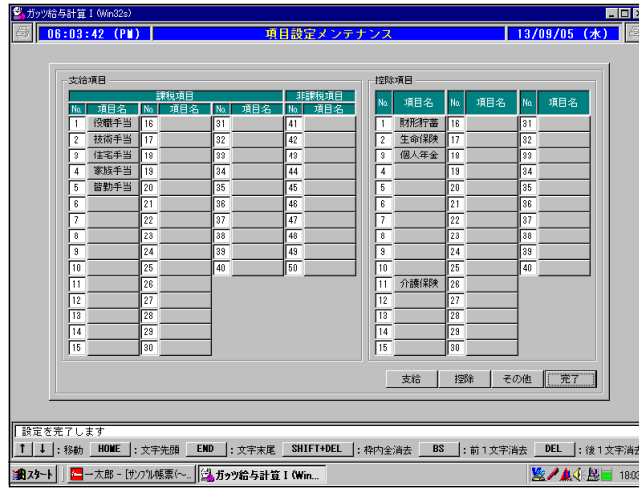 ガッツ給与計算 I (Win32s)
06:03:42 (PM) 項目設定メンテナンス 13/09/05 (水)
支給項目 控除項目
課税項目 非課税項目
No. 項目名 No. 項目名 No. 項目名 No. 項目名 No. 項目名 No. 項目名 No. 項目名
1 役職手当 16 31 41 1 財形貯蓄 16 31
2 技術手当 17 32 42 2 生命保険 17 32
3 住宅手当 18 33 43 3 個人年金 18 33
4 家族手当 19 34 44 4 19 34
5 皆勤手当 20 35 45 5 20 35
6 21 36 46 6 21 36
7 22 37 47 7 22 37
8 23 38 48 8 23 38
9 24 39 49 9 24 39
10 25 40 50 10 25 40
11 26 11 介護保険 26
12 27 12 27
13 28 13 28
14 29 14 29
15 30 15 30
支給 控除 その他 完了
設定を完了します
↑ ↓ :移動 HOME :文字先頭 END :文字末尾 SHIFT+DEL :枠内全消去 BS :前1文字消去 DEL :後1文字消去
スタート 一太郎 - [サンプル帳票(~... ガッツ給与計算 I (Win... 18:03